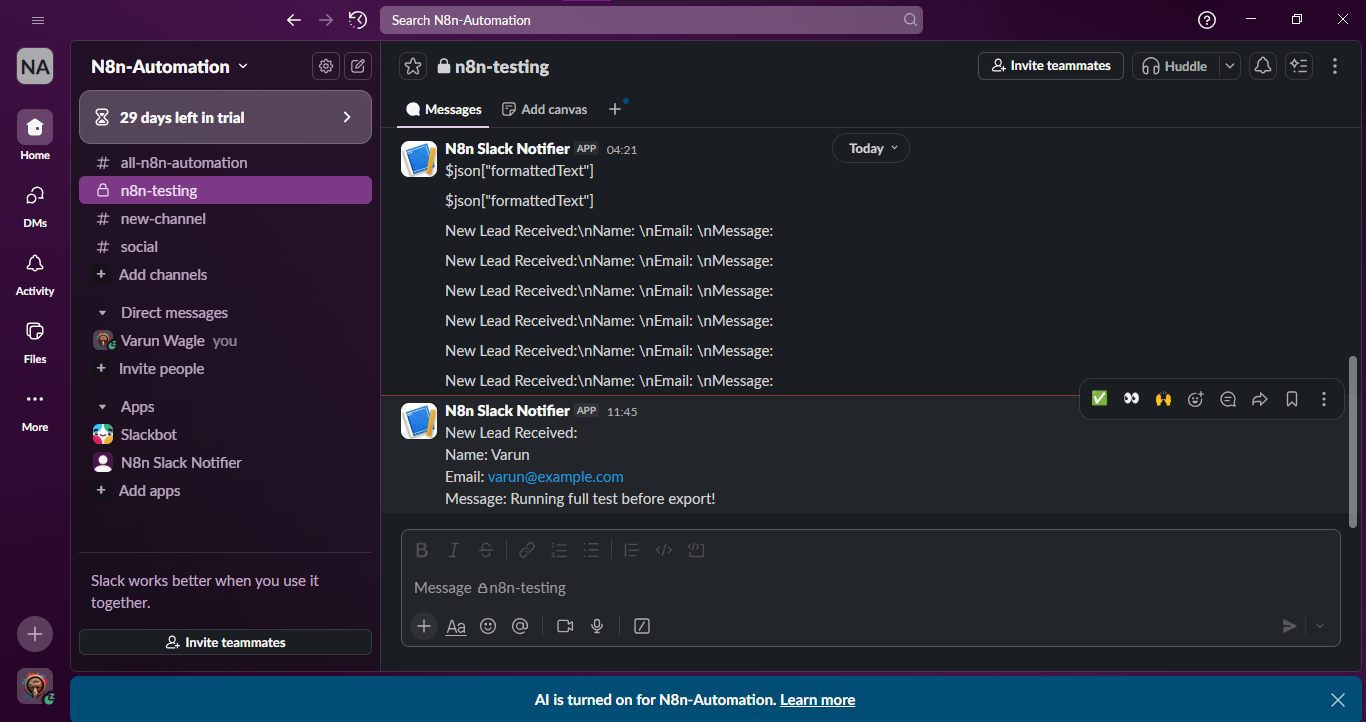 Search N8n-Automation
NA
N8n-Automation
29 days left in trial
all-n8n-automation
n8n-testing
new-channel
social
Add channels
Direct messages
Varun Wagle you
Invite people
Apps
Slackbot
N8n Slack Notifier
Add apps
Slack works better when you use it
together.
Invite teammates
Home
DMs
Activity
Files
More
n8n-testing
Invite teammates
Huddle
Messages
Add canvas
Today
N8n Slack Notifier APP 04:21
$json["formattedText"]
$json["formattedText"]
New Lead Received:\nName: \nEmail: \nMessage:
New Lead Received:\nName: \nEmail: \nMessage:
New Lead Received:\nName: \nEmail: \nMessage:
New Lead Received:\nName: \nEmail: \nMessage:
New Lead Received:\nName: \nEmail: \nMessage:
New Lead Received:\nName: \nEmail: \nMessage:
N8n Slack Notifier APP 11:45
New Lead Received:
Name: Varun
Email: varun@example.com
Message: Running full test before export!
Message n8n-testing
Aa
AI is turned on for N8n-Automation. Learn more